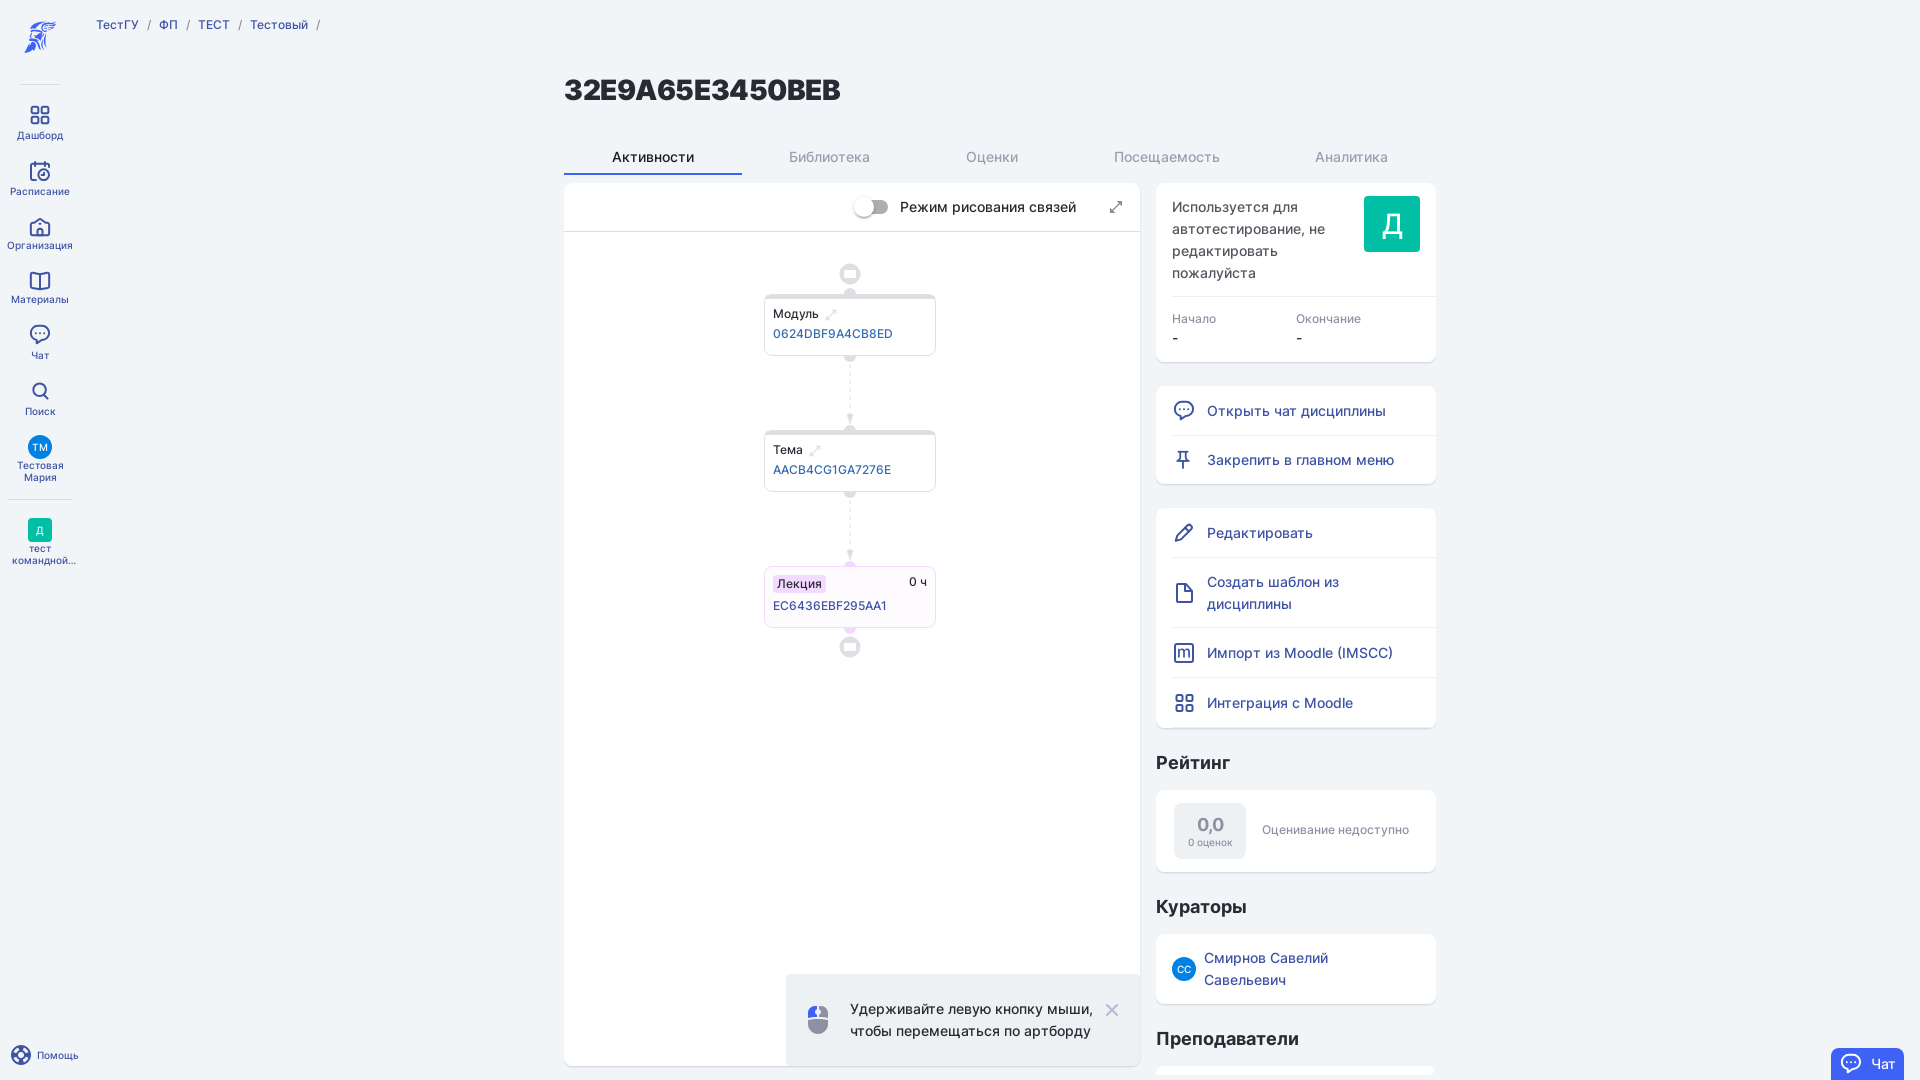 ТестГУ / ФП / ТЕСТ / Тестовый /
32E9A65E3450BEB
Дашборд
Расписание
Организация
Материалы
Чат
Поиск
ТМ
Тестовая
Мария
Д
тест
командной...
Помощь
Активности
Библиотека
Оценки
Посещаемость
Аналитика
Режим рисования связей
Модуль
0624DBF9A4CB8ED
Тема
AACB4CG1GA7276E
Лекция
0 ч
EC6436EBF295AA1
Удерживайте левую кнопку мыши,
чтобы перемещаться по артборду
Используется для
автотестирование, не
редактировать
пожалуйста
Д
Начало
Окончание
-
-
Открыть чат дисциплины
Закрепить в главном меню
Редактировать
Создать шаблон из
дисциплины
m
Импорт из Moodle (IMSCC)
Интеграция с Moodle
Рейтинг
0,0
0 оценок
Оценивание недоступно
Кураторы
СС
Смирнов Савелий
Савельевич
Преподаватели
Чат